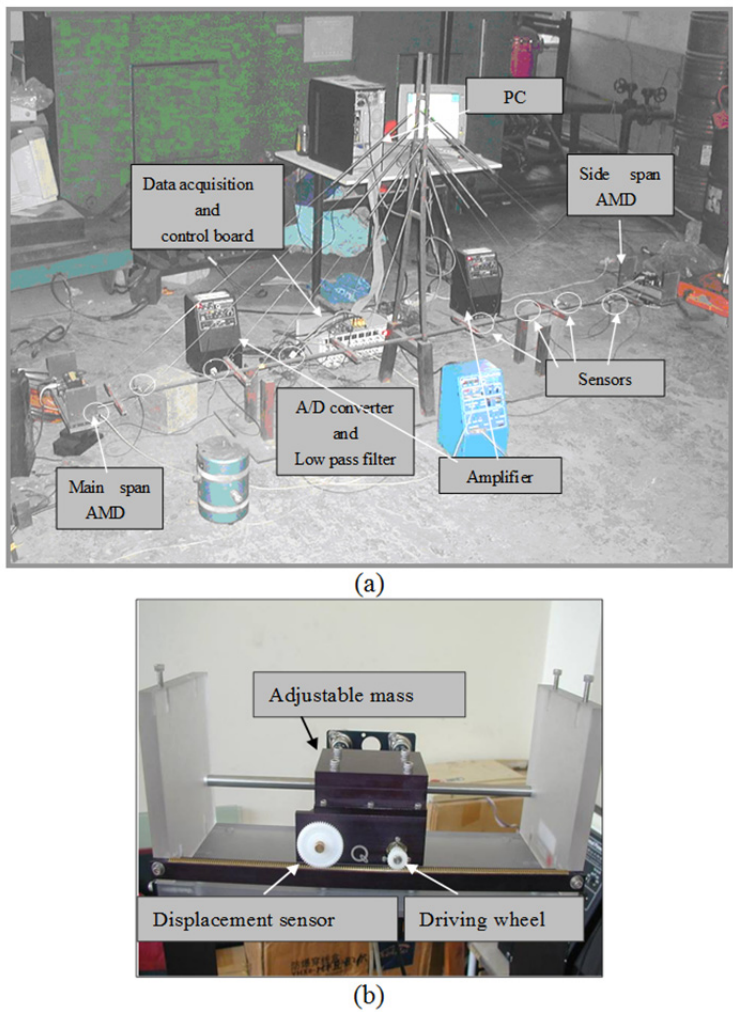 PC
Side span
AMD
Data acquisition
and
control board
Sensors
A/D converter
and
Low pass filter
Amplifier
Main span
AMD
(a)
Adjustable mass
Displacement sensor
Driving wheel
(b)